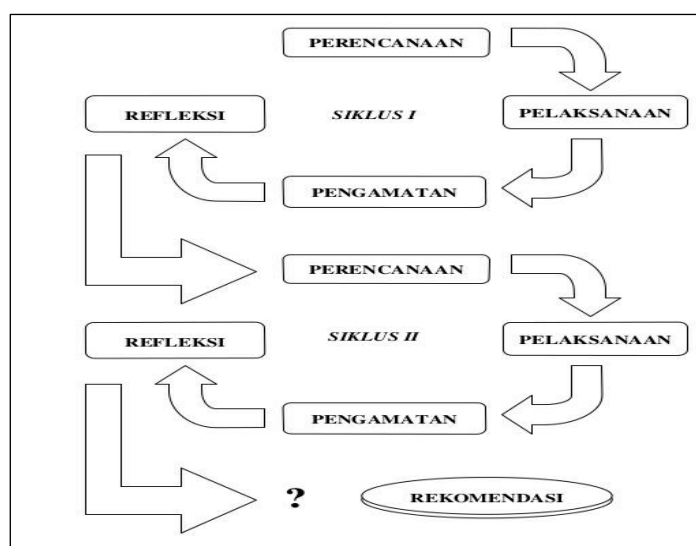 PERENCANAAN
REFLEKSI
SIKLUS I
PELAKSANAAN
PENGAMATAN
PERENCANAAN
REFLEKSI
SIKLUS II
PELAKSANAAN
PENGAMATAN
?
REKOMENDASI